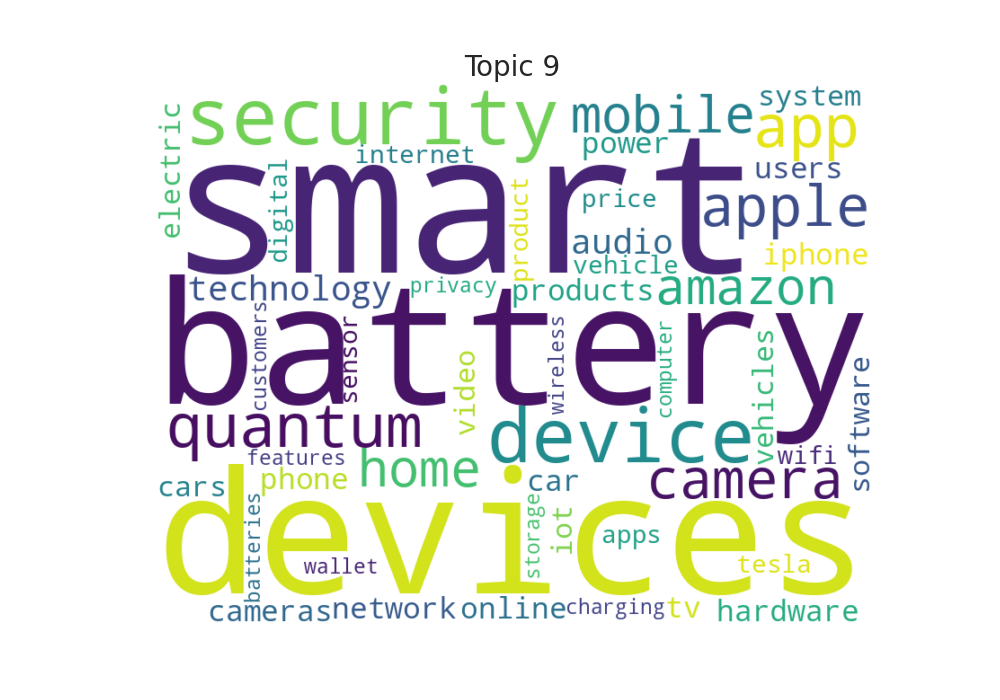 Topic 9
security
mobile
system
app
electric
internet
power
users
smart
digital
product
price
apple
audio
iphone
vehicle
technology
privacy
products
amazon
battery
customers
sensor
video
wireless
computer
vehicles
software
quantum
device
wifi
features
home
camera
cars
phone
car
devices
batteries
storage
iot
apps
wallet
tesla
cameras
network
online
charging
tv
hardware